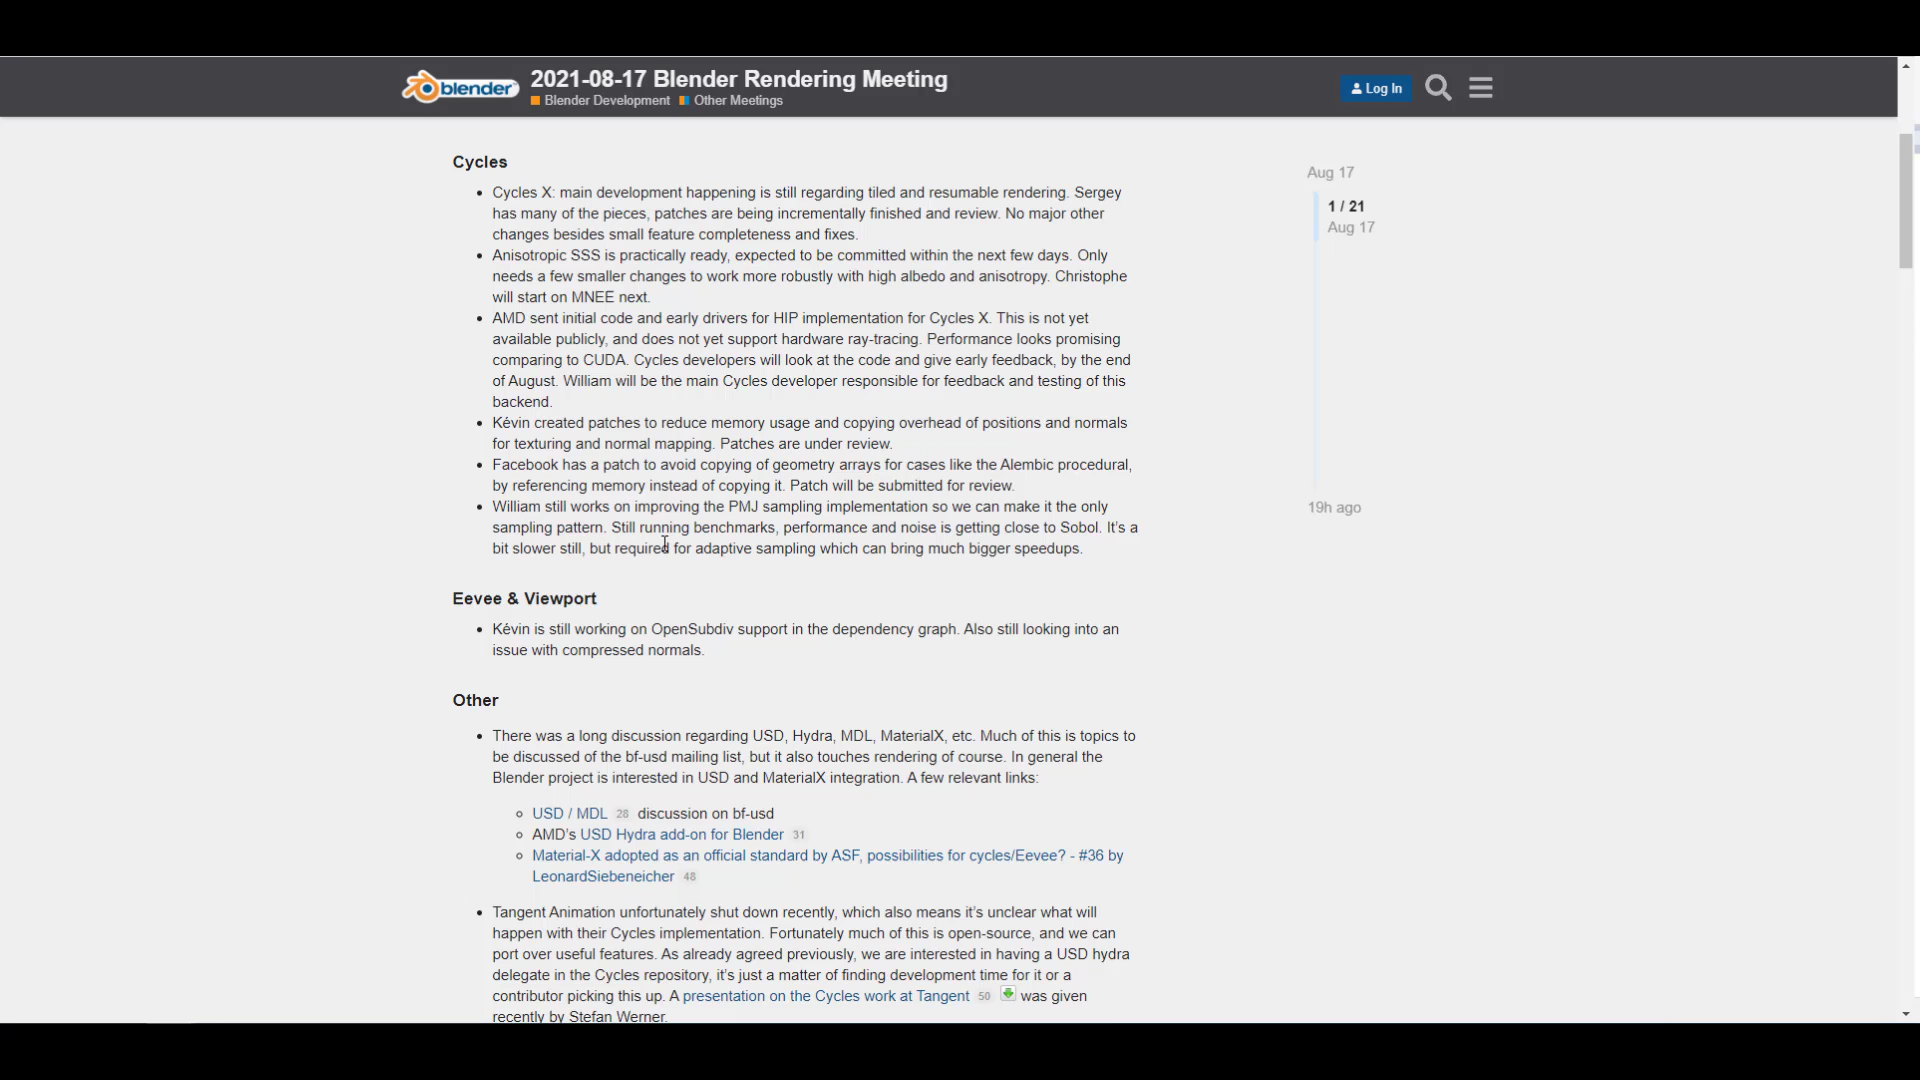 blender
2021-08-17 Blender Rendering Meeting
Blender Development Other Meetings
Log In
Cycles
Cycles X: main development happening is still regarding tiled and resumable rendering. Sergey
has many of the pieces, patches are being incrementally finished and review. No major other
changes besides small feature completeness and fixes.
Anisotropic SSS is practically ready, expected to be committed within the next few days. Only
needs a few smaller changes to work more robustly with high albedo and anisotropy. Christophe
will start on MNEE next.
AMD sent initial code and early drivers for HIP implementation for Cycles X. This is not yet
available publicly, and does not yet support hardware ray-tracing. Performance looks promising
comparing to CUDA. Cycles developers will look at the code and give early feedback, by the end
of August. William will be the main Cycles developer responsible for feedback and testing of this
backend.
Kévin created patches to reduce memory usage and copying overhead of positions and normals
for texturing and normal mapping. Patches are under review.
Facebook has a patch to avoid copying of geometry arrays for cases like the Alembic procedural,
by referencing memory instead of copying it. Patch will be submitted for review.
William still works on improving the PMJ sampling implementation so we can make it the only
sampling pattern. Still running benchmarks, performance and noise is getting close to Sobol. It's a
bit slower still, but required for adaptive sampling which can bring much bigger speedups.
Eevee & Viewport
Kévin is still working on OpenSubdiv support in the dependency graph. Also still looking into an
issue with compressed normals.
Other
There was a long discussion regarding USD, Hydra, MDL, MaterialX, etc. Much of this is topics to
be discussed of the bf-usd mailing list, but it also touches rendering of course. In general the
Blender project is interested in USD and MaterialX integration. A few relevant links:
USD / MDL 28 discussion on bf-usd
AMD's USD Hydra add-on for Blender 31
Material-X adopted as an official standard by ASF, possibilities for cycles/Eevee? - #36 by
LeonardSiebeneicher 48
Tangent Animation unfortunately shut down recently, which also means it's unclear what will
happen with their Cycles implementation. Fortunately much of this is open-source, and we can
port over useful features. As already agreed previously, we are interested in having a USD hydra
delegate in the Cycles repository, it's just a matter of finding development time for it or a
contributor picking this up. A presentation on the Cycles work at Tangent 50 was given
recently by Stefan Werner.
Aug 17
1 / 21
Aug 17
19h ago